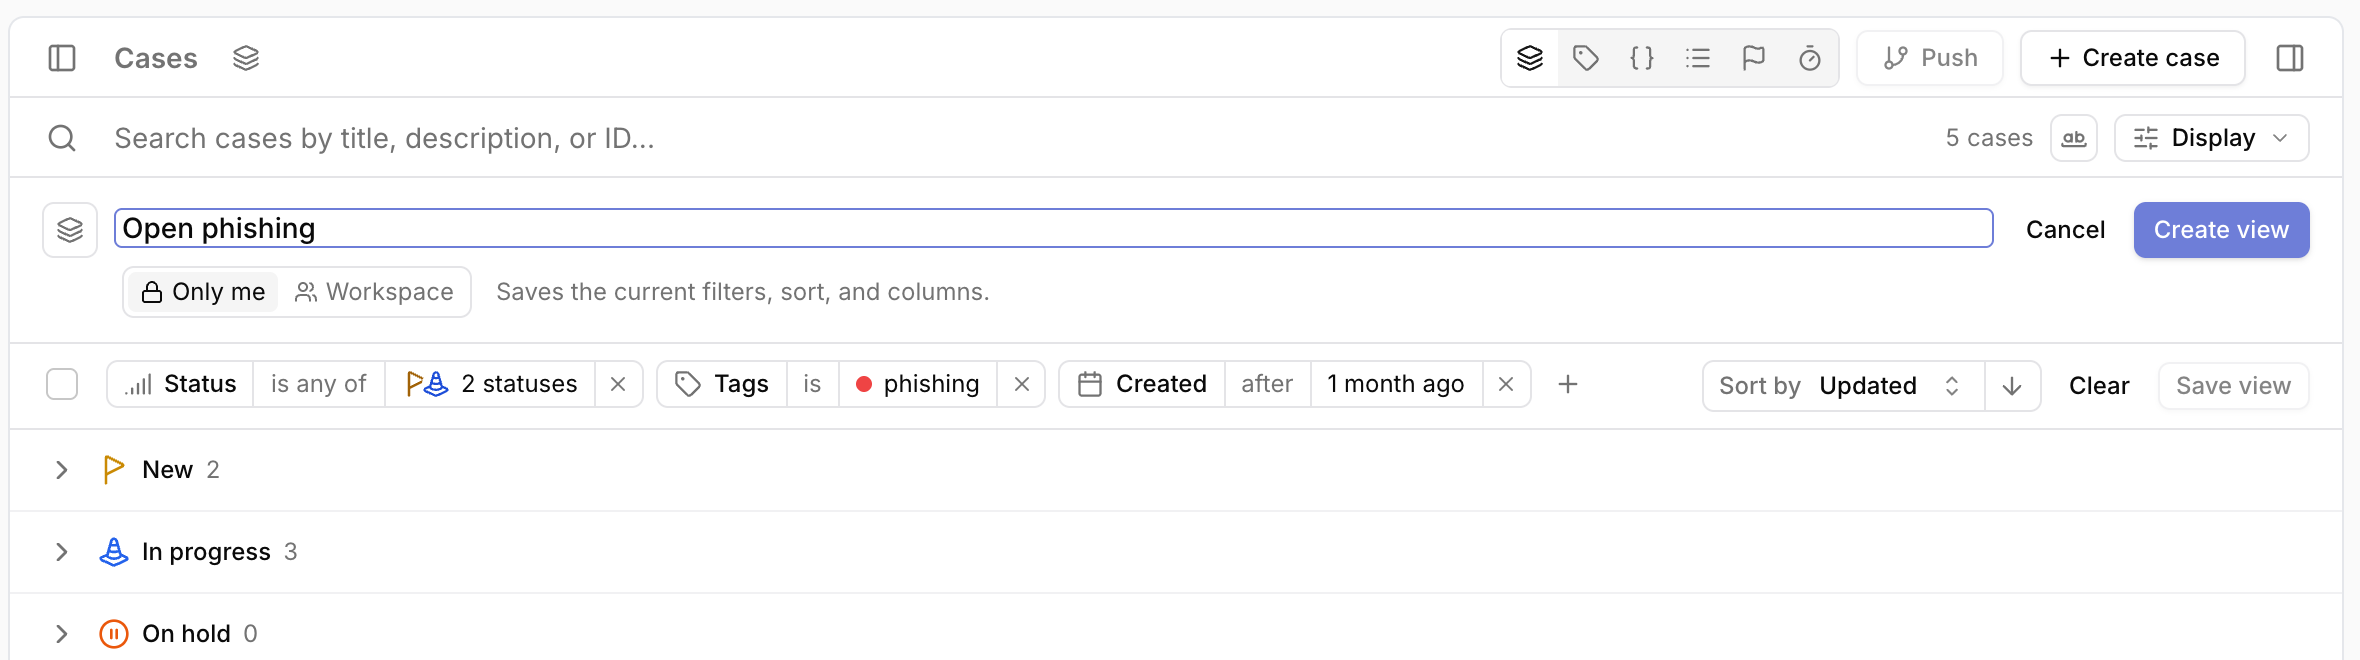 Cases
Push
+ Create case
Search cases by title, description, or ID...
5 cases
ab
Display
Open phishing
Cancel
Create view
Only me
Workspace
Saves the current filters, sort, and columns.
Status is any of 2 statuses
Tags is phishing
Created after 1 month ago
Sort by Updated
Clear
Save view
New 2
In progress 3
On hold 0